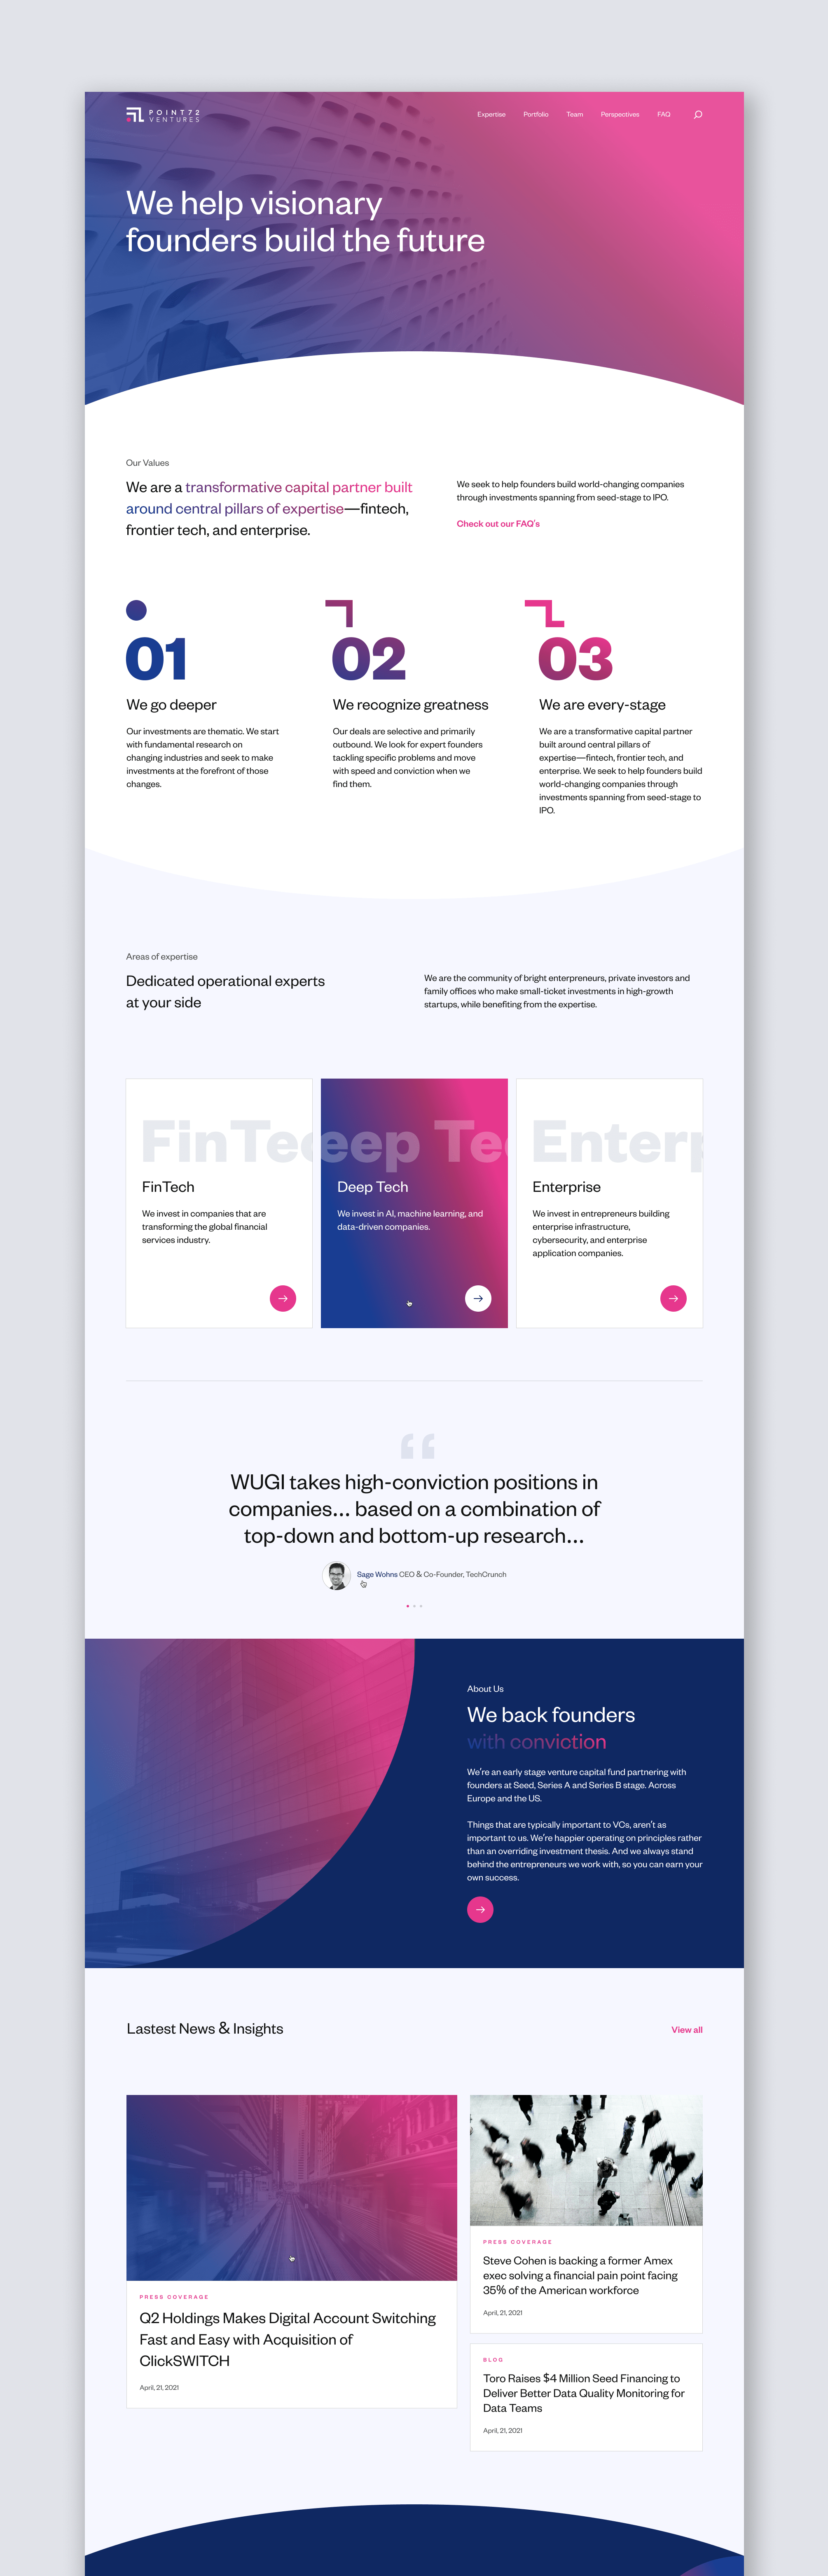 POINT72
VENTURES
Expertise
Portfolio
Team
Perspectives
FAQ
We help visionary
founders build the future
Our Values
We are a transformative capital partner built
around central pillars of expertise—fintech,
frontier tech, and enterprise.
We seek to help founders build world-changing companies
through investments spanning from seed-stage to IPO.
Check out our FAQ's
01
We go deeper
Our investments are thematic. We start
with fundamental research on
changing industries and seek to make
investments at the forefront of those
changes.
02
We recognize greatness
Our deals are selective and primarily
outbound. We look for expert founders
tackling specific problems and move
with speed and conviction when we
find them.
03
We are every-stage
We are a transformative capital partner
built around central pillars of
expertise—fintech, frontier tech, and
enterprise. We seek to help founders build
world-changing companies through
investments spanning from seed-stage to
IPO.
Areas of expertise
Dedicated operational experts
at your side
We are the community of bright enterpreneurs, private investors and
family offices who make small-ticket investments in high-growth
startups, while benefiting from the expertise.
FinTec
FinTech
We invest in companies that are
transforming the global financial
services industry.
eep Tec
Deep Tech
We invest in AI, machine learning, and
data-driven companies.
Enterp
Enterprise
We invest in entrepreneurs building
enterprise infrastructure,
cybersecurity, and enterprise
application companies.
“
WUGI takes high-conviction positions in
companies... based on a combination of
top-down and bottom-up research...
Sage Wohns CEO & Co-Founder, TechCrunch
About Us
We back founders
with conviction
We're an early stage venture capital fund partnering with
founders at Seed, Series A and Series B stage. Across
Europe and the US.
Things that are typically important to VCs, aren't as
important to us. We're happier operating on principles rather
than an overriding investment thesis. And we always stand
behind the entrepreneurs we work with, so you can earn your
own success.
Lastest News & Insights
View all
PRESS COVERAGE
Q2 Holdings Makes Digital Account Switching
Fast and Easy with Acquisition of
ClickSWITCH
April, 21, 2021
PRESS COVERAGE
Steve Cohen is backing a former Amex
exec solving a financial pain point facing
35% of the American workforce
April, 21, 2021
BLOG
Toro Raises $4 Million Seed Financing to
Deliver Better Data Quality Monitoring for
Data Teams
April, 21, 2021